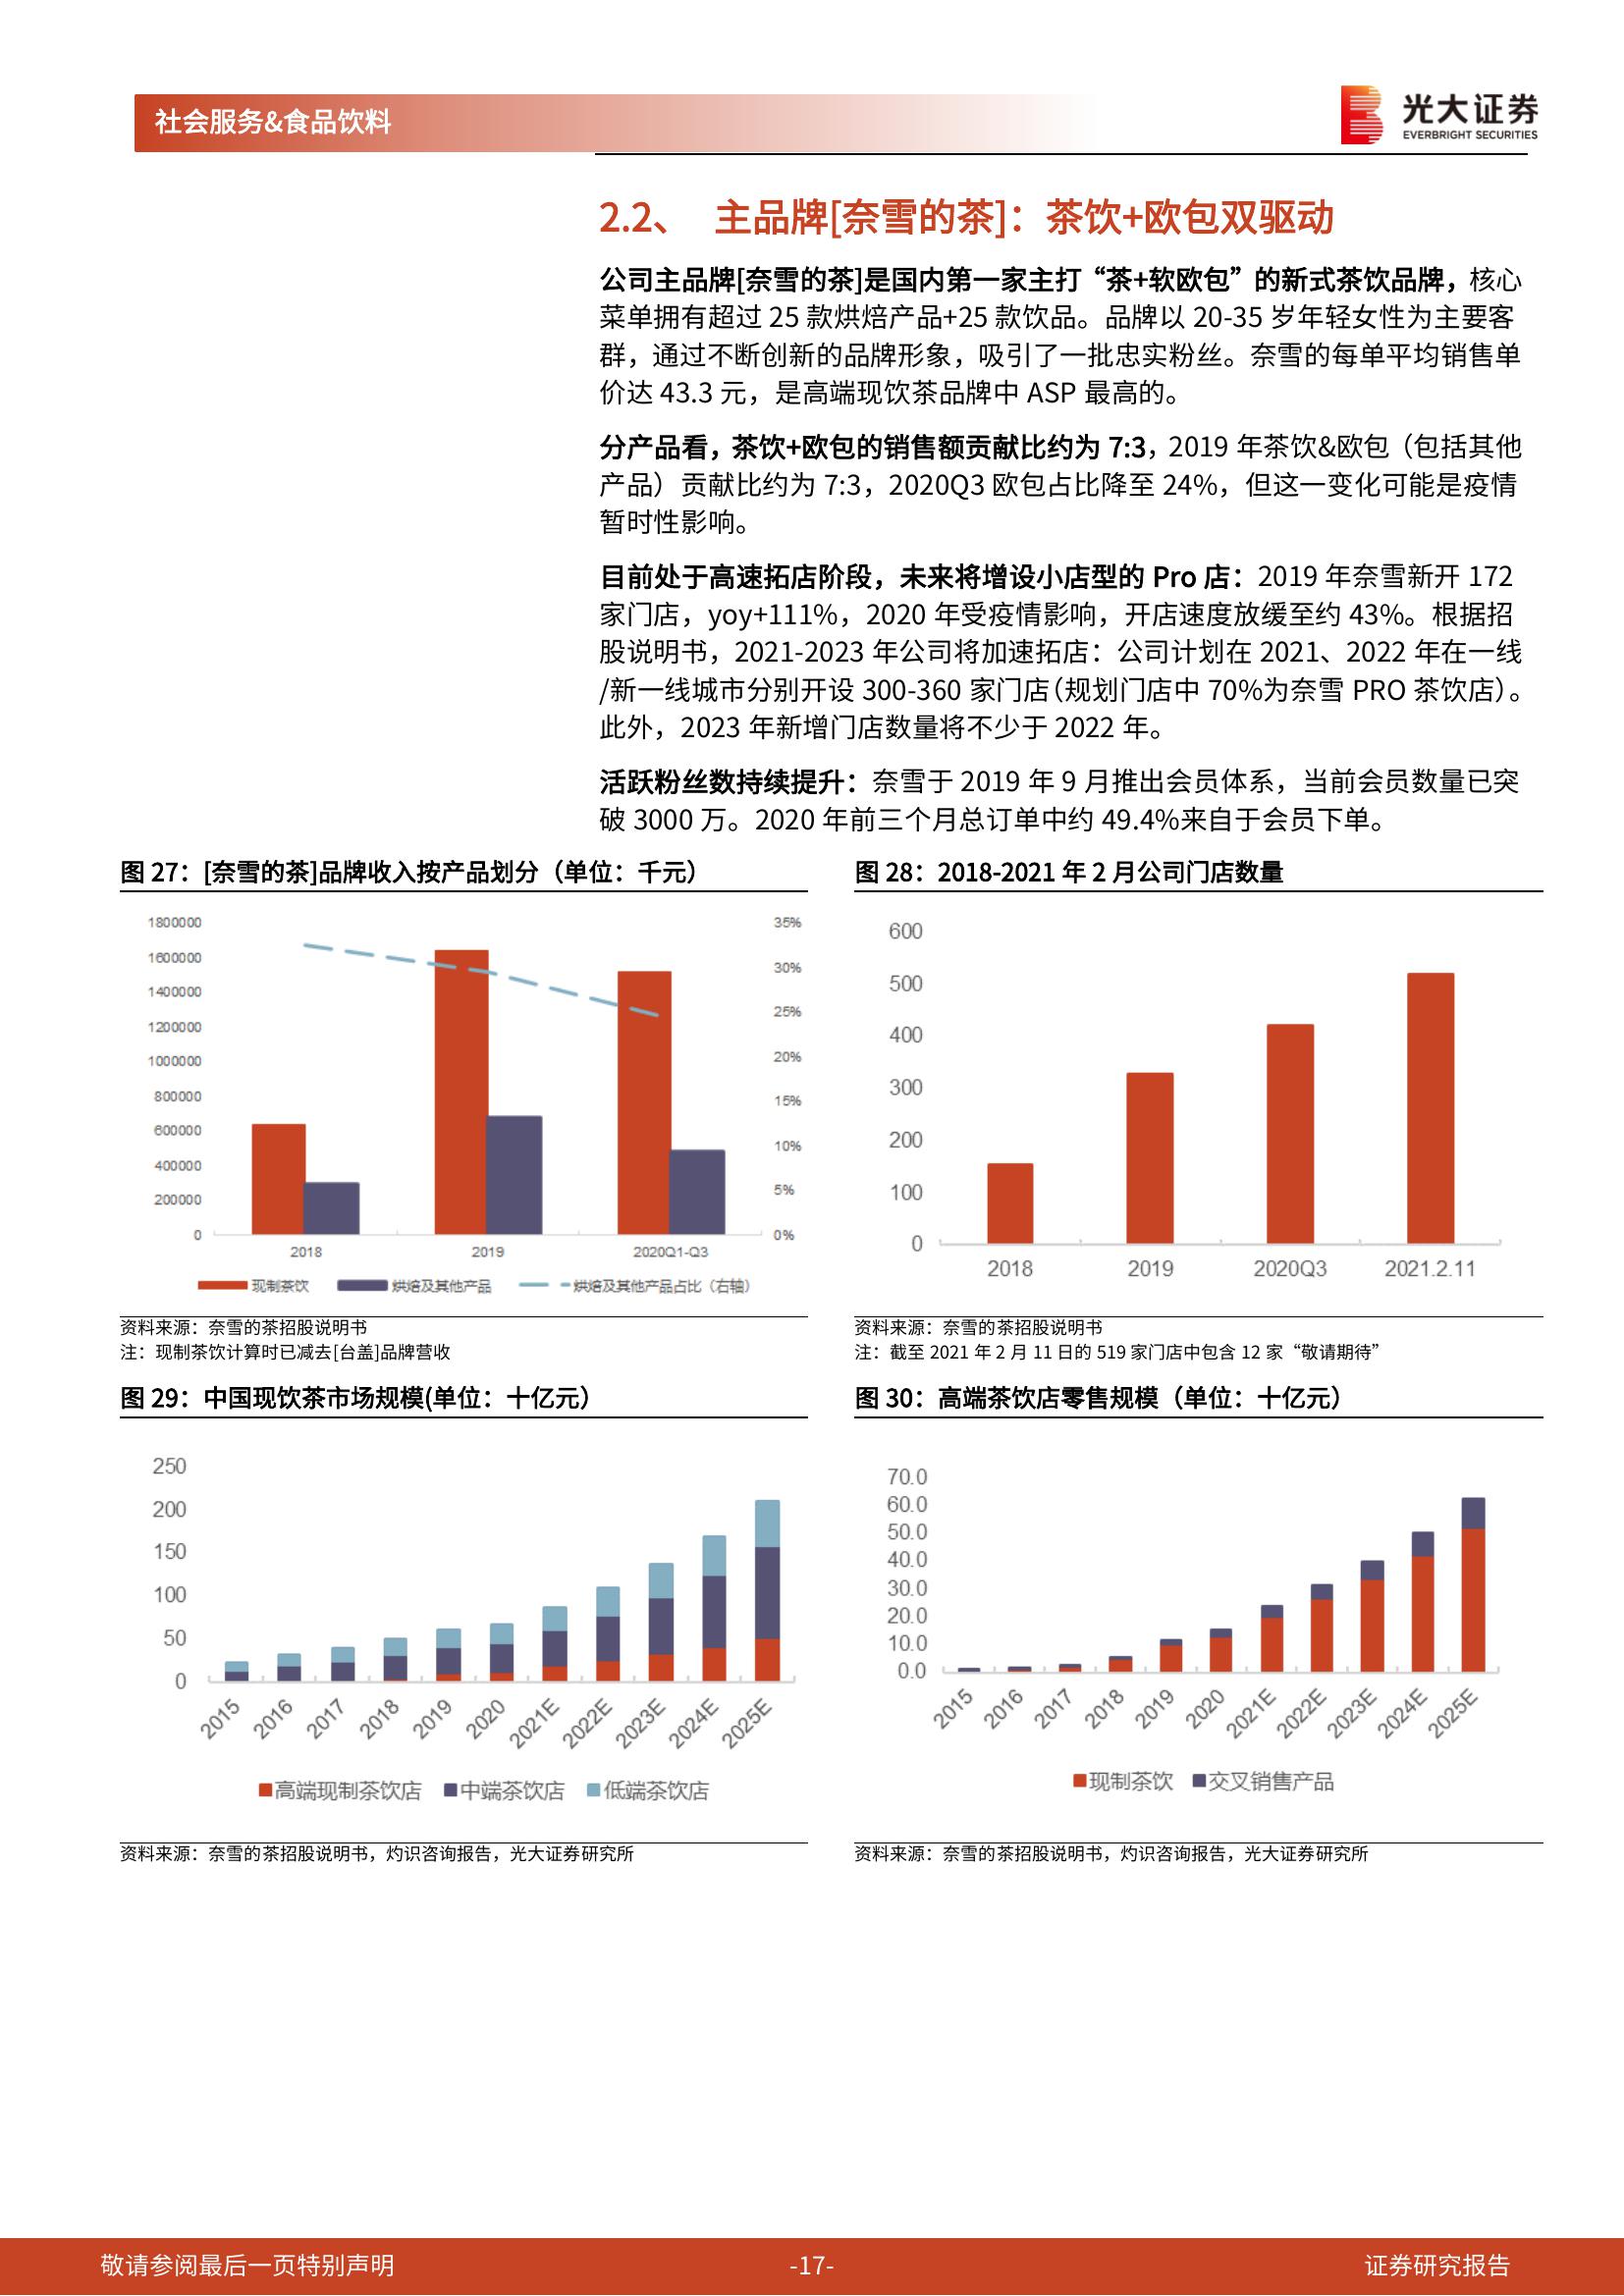 社会服务&食品饮料
光大证券
EVERBRIGHT SECURITIES
2.2、 主品牌[奈雪的茶]：茶饮+欧包双驱动
公司主品牌[奈雪的茶]是国内第一家主打“茶+软欧包”的新式茶饮品牌，核心
菜单拥有超过 25 款烘焙产品+25 款饮品。品牌以 20-35 岁年轻女性为主要客
群，通过不断创新的品牌形象，吸引了一批忠实粉丝。奈雪的每单平均销售单
价达 43.3 元，是高端现饮茶品牌中 ASP 最高的。
分产品看，茶饮+欧包的销售额贡献比约为 7:3，2019 年茶饮&欧包（包括其他
产品）贡献比约为 7:3，2020Q3 欧包占比降至 24%，但这一变化可能是疫情
暂时性影响。
目前处于高速拓店阶段，未来将增设小店型的 Pro 店：2019 年奈雪新开 172
家门店，yoy+111%，2020 年受疫情影响，开店速度放缓至约 43%。根据招
股说明书，2021-2023 年公司将加速拓店：公司计划在 2021、2022 年在一线
/新一线城市分别开设 300-360 家门店（规划门店中 70%为奈雪 PRO 茶饮店）。
此外，2023 年新增门店数量将不少于 2022 年。
活跃粉丝数持续提升：奈雪于 2019 年 9 月推出会员体系，当前会员数量已突
破 3000 万。2020 年前三个月总订单中约 49.4%来自于会员下单。
图 27：[奈雪的茶]品牌收入按产品划分（单位：千元）
1800000
1600000
1400000
1200000
1000000
800000
600000
400000
200000
0
35%
30%
25%
20%
15%
10%
5%
0%
2018 2019 2020Q1-Q3
现制茶饮 烘焙及其他产品 烘焙及其他产品占比（右轴）
资料来源：奈雪的茶招股说明书
注：现制茶饮计算时已减去[台盖]品牌营收
图 28：2018-2021 年 2 月公司门店数量
600
500
400
300
200
100
0
2018 2019 2020Q3 2021.2.11
资料来源：奈雪的茶招股说明书
注：截至 2021 年 2 月 11 日的 519 家门店中包含 12 家“敬请期待”
图 29：中国现饮茶市场规模(单位：十亿元）
250
200
150
100
50
0
2015 2016 2017 2018 2019 2020 2021E 2022E 2023E 2024E 2025E
高端现制茶饮店 中端茶饮店 低端茶饮店
资料来源：奈雪的茶招股说明书，灼识咨询报告，光大证券研究所
图 30：高端茶饮店零售规模（单位：十亿元）
70.0
60.0
50.0
40.0
30.0
20.0
10.0
0.0
2015 2016 2017 2018 2019 2020 2021E 2022E 2023E 2024E 2025E
现制茶饮 交叉销售产品
资料来源：奈雪的茶招股说明书，灼识咨询报告，光大证券研究所
敬请参阅最后一页特别声明 -17- 证券研究报告